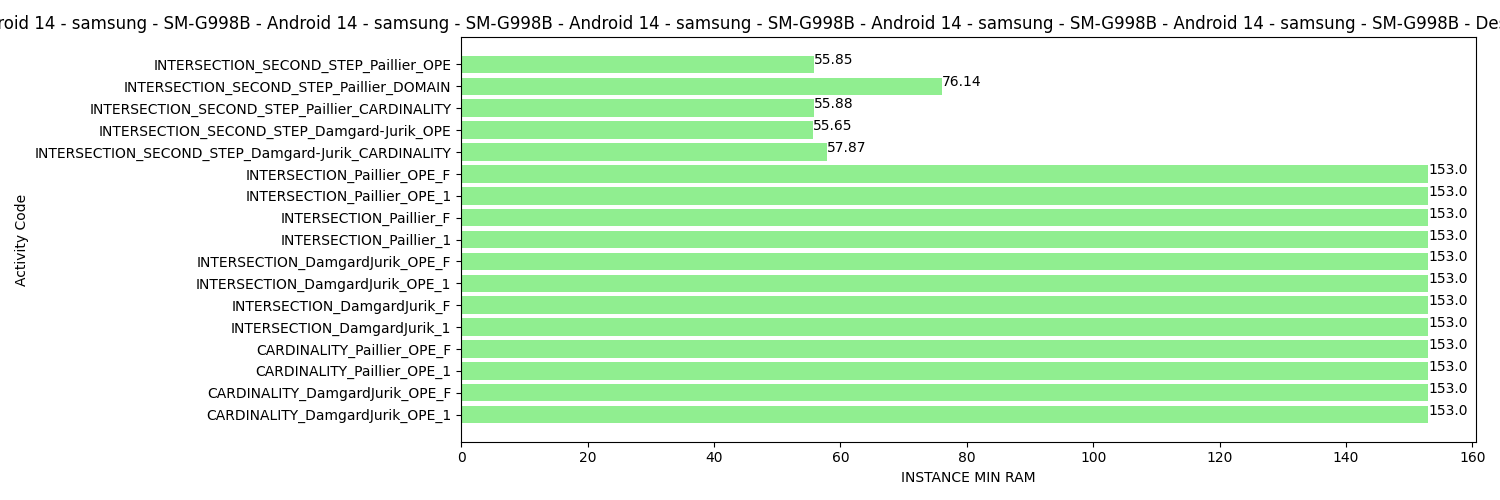 roid 14 - samsung - SM-G998B - Android 14 - samsung - SM-G998B - Android 14 - samsung - SM-G998B - Android 14 - samsung - SM-G998B - Android 14 - samsung - SM-G998B - Des
INTERSECTION_SECOND_STEP_Paillier_OPE 55.85
INTERSECTION_SECOND_STEP_Paillier_DOMAIN 76.14
INTERSECTION_SECOND_STEP_Paillier_CARDINALITY 55.88
INTERSECTION_SECOND_STEP_Damgard-Jurik_OPE 55.65
INTERSECTION_SECOND_STEP_Damgard-Jurik_CARDINALITY 57.87
INTERSECTION_Paillier_OPE_F 153.0
INTERSECTION_Paillier_OPE_1 153.0
INTERSECTION_Paillier_F 153.0
INTERSECTION_Paillier_1 153.0
INTERSECTION_DamgardJurik_OPE_F 153.0
INTERSECTION_DamgardJurik_OPE_1 153.0
INTERSECTION_DamgardJurik_F 153.0
INTERSECTION_DamgardJurik_1 153.0
CARDINALITY_Paillier_OPE_F 153.0
CARDINALITY_Paillier_OPE_1 153.0
CARDINALITY_DamgardJurik_OPE_F 153.0
CARDINALITY_DamgardJurik_OPE_1 153.0
Activity Code
0 20 40 60 80 100 120 140 160
INSTANCE MIN RAM